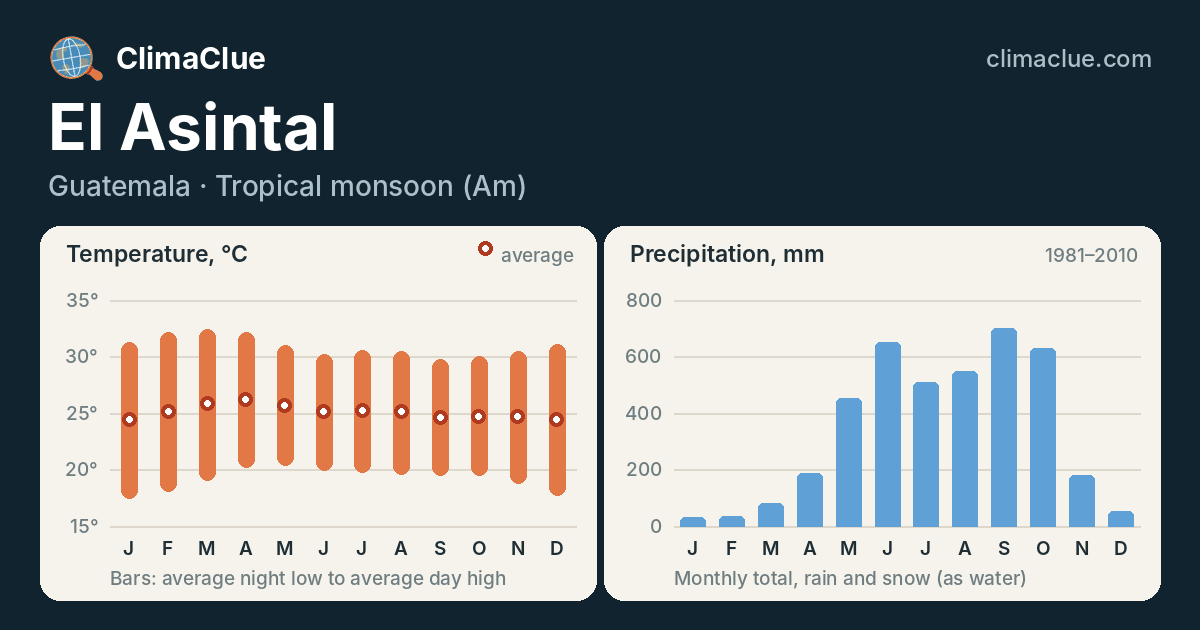 ClimaClue
climaclue.com
El Asintal
Guatemala · Tropical monsoon (Am)
Temperature, °C
average
35°
30°
25°
20°
15°
J F M A M J J A S O N D
Bars: average night low to average day high
Precipitation, mm
1981–2010
800
600
400
200
0
J F M A M J J A S O N D
Monthly total, rain and snow (as water)